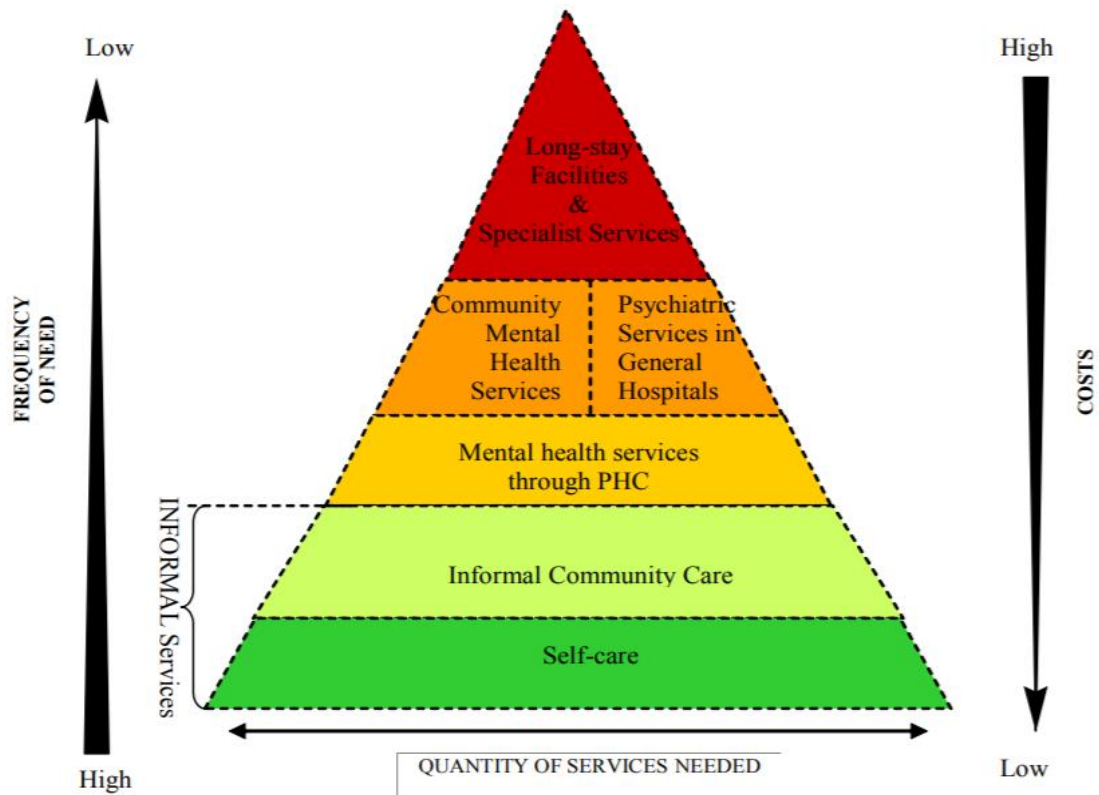 Low
High
Long-stay
Facilities
&
Specialist Services
Community
Mental
Health
Services
Psychiatric
Services in
General
Hospitals
FREQUENCY
OF NEED
COSTS
Mental health services
through PHC
INFORMAL Services
Informal Community Care
Self-care
High
QUANTITY OF SERVICES NEEDED
Low